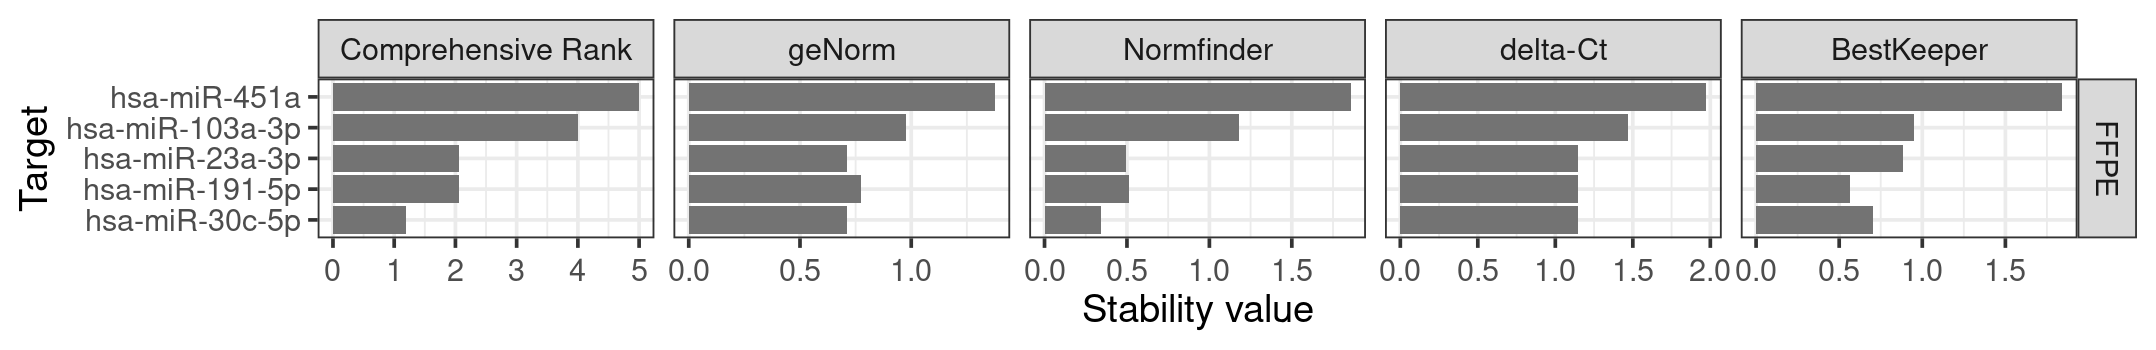 Comprehensive Rank
geNorm
Normfinder
delta-Ct
BestKeeper
Target
hsa-miR-451a
hsa-miR-103a-3p
hsa-miR-23a-3p
hsa-miR-191-5p
hsa-miR-30c-5p
FFPE
0 1 2 3 4 5
0.0 0.5 1.0
0.0 0.5 1.0 1.5
0.0 0.5 1.0 1.5 2.0
0.0 0.5 1.0 1.5
Stability value